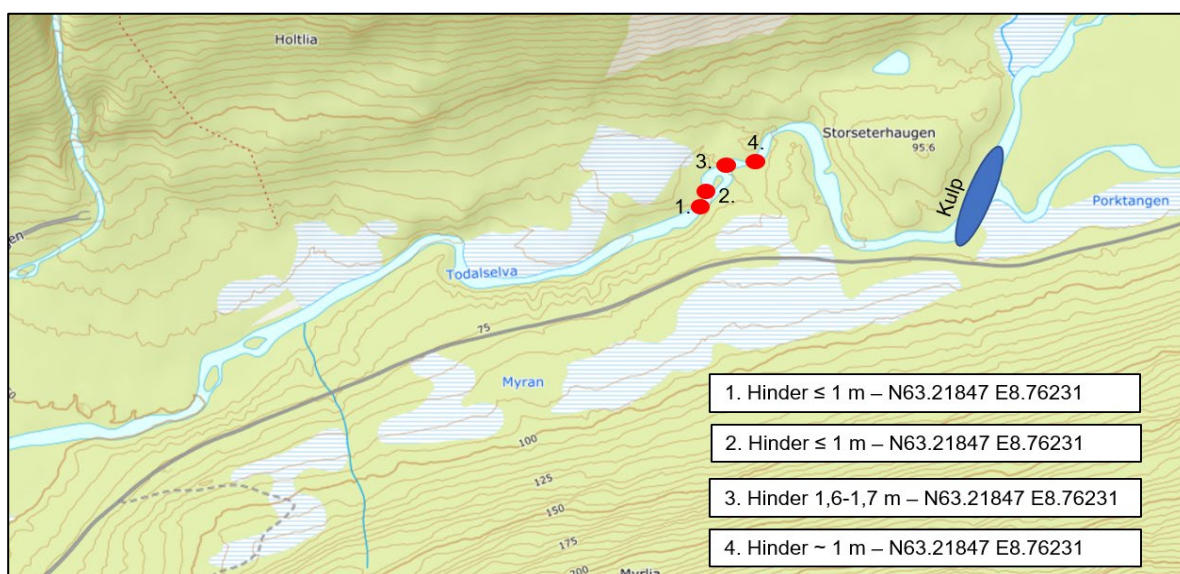 Holtlia
Storseterhaugen
95.6
4.
3.
2.
1.
Kulp
Porktangen
gen
Todalselva
75
Myran
1. Hinder ≤ 1 m – N63.21847 E8.76231
2. Hinder ≤ 1 m – N63.21847 E8.76231
3. Hinder 1,6-1,7 m – N63.21847 E8.76231
4. Hinder ~ 1 m – N63.21847 E8.76231
100
125
150
175
200
Myrlia